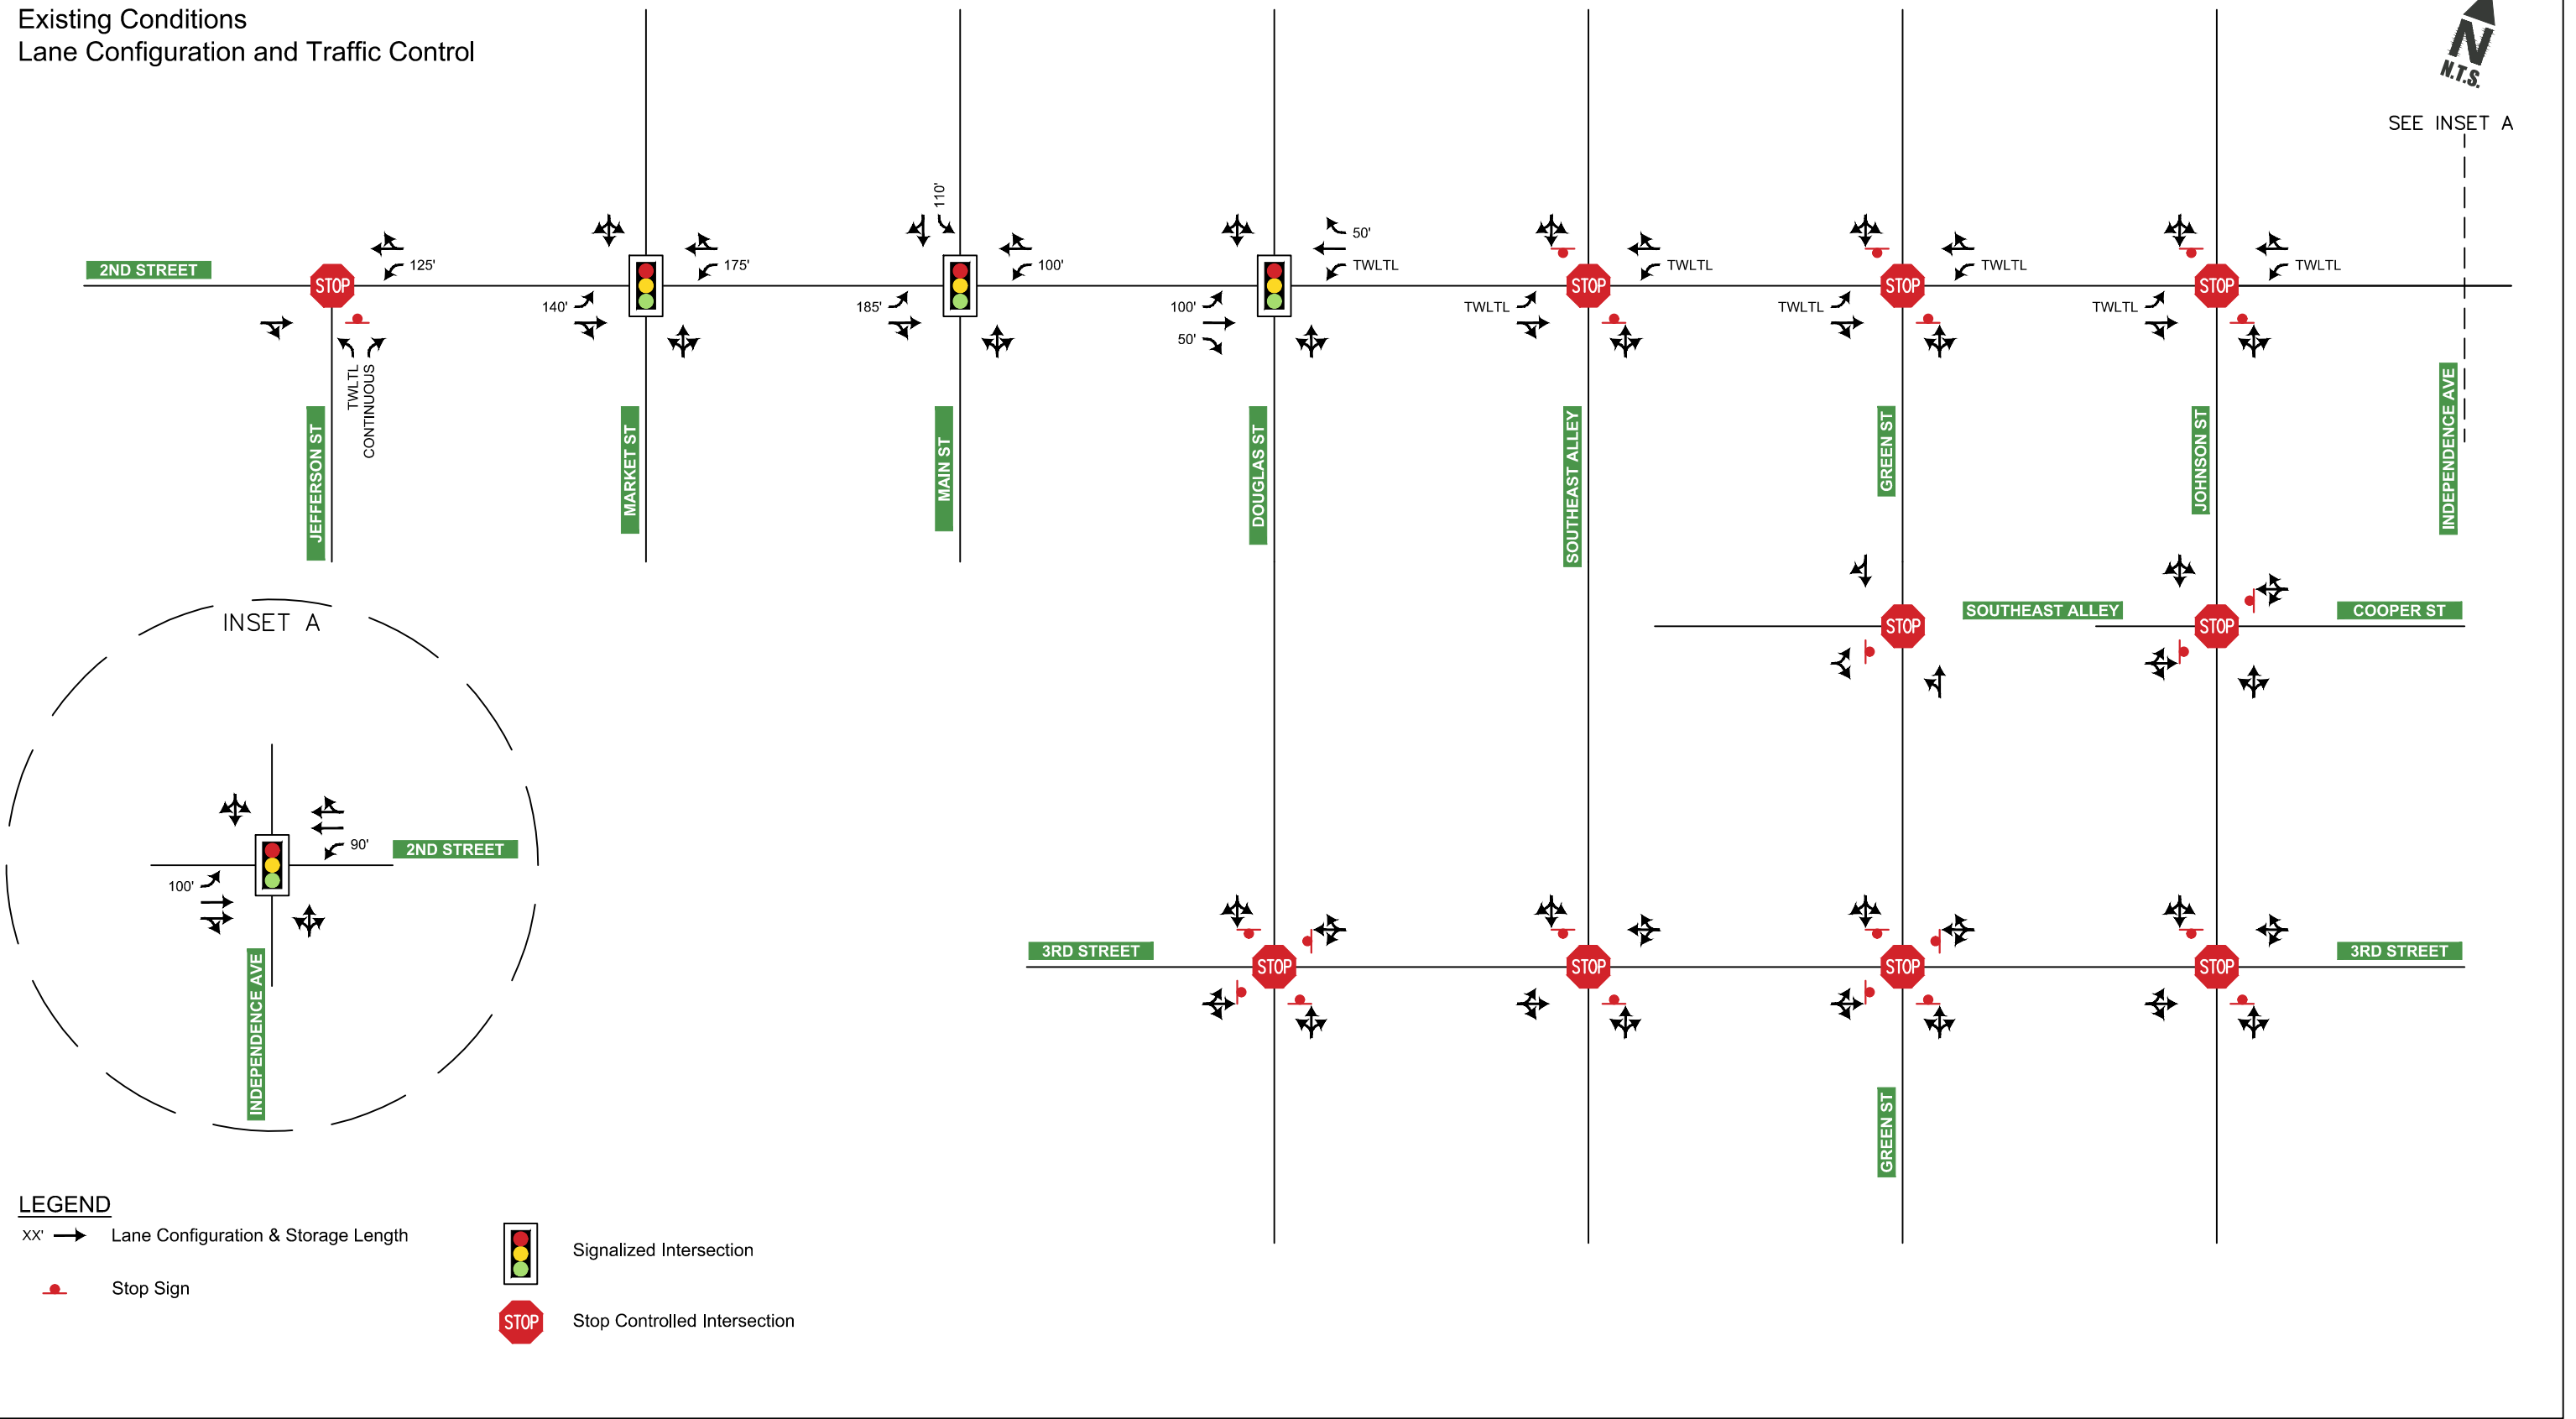 Existing Conditions
Lane Configuration and Traffic Control
N
N.T.S.
SEE INSET A
110'
2ND STREET
STOP
125'
140'
175'
185'
100'
100'
50'
50'
TWLTL
TWLTL
STOP
TWLTL
TWLTL
STOP
TWLTL
TWLTL
STOP
TWLTL
TWLTL
CONTINUOUS
JEFFERSON ST
MARKET ST
MAIN ST
DOUGLAS ST
SOUTHEAST ALLEY
GREEN ST
JOHNSON ST
INDEPENDENCE AVE
STOP
SOUTHEAST ALLEY
STOP
COOPER ST
INSET A
90'
2ND STREET
100'
INDEPENDENCE AVE
3RD STREET
STOP
STOP
STOP
STOP
3RD STREET
GREEN ST
LEGEND
XX' Lane Configuration & Storage Length
Stop Sign
Signalized Intersection
STOP Stop Controlled Intersection